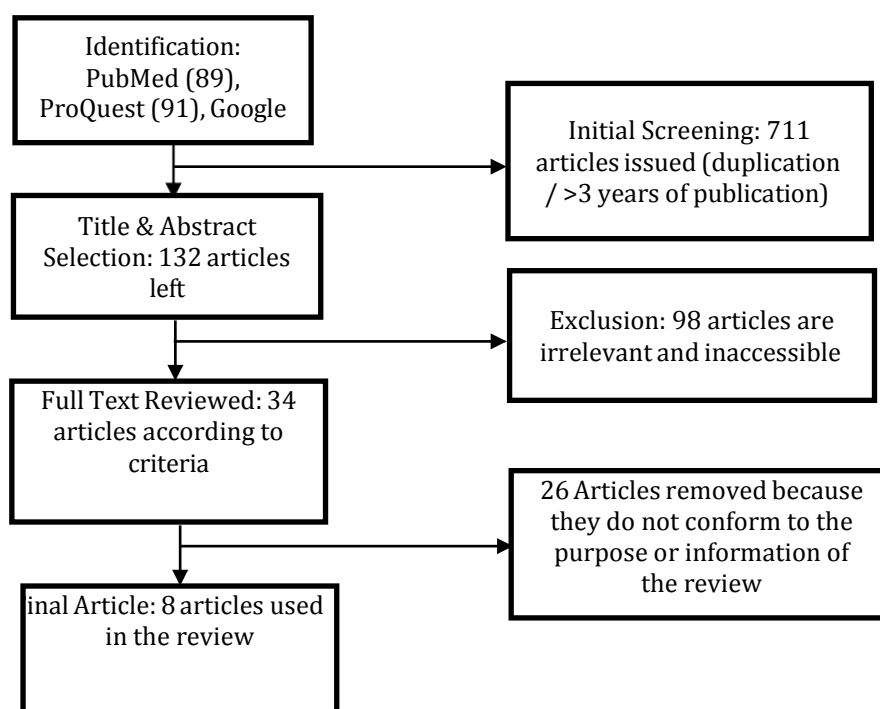 Identification:
PubMed (89),
ProQuest (91), Google
Initial Screening: 711
articles issued (duplication
/ >3 years of publication)
Title & Abstract
Selection: 132 articles
left
Exclusion: 98 articles are
irrelevant and inaccessible
Full Text Reviewed: 34
articles according to
criteria
26 Articles removed because
they do not conform to the
purpose or information of
the review
inal Article: 8 articles used
in the review